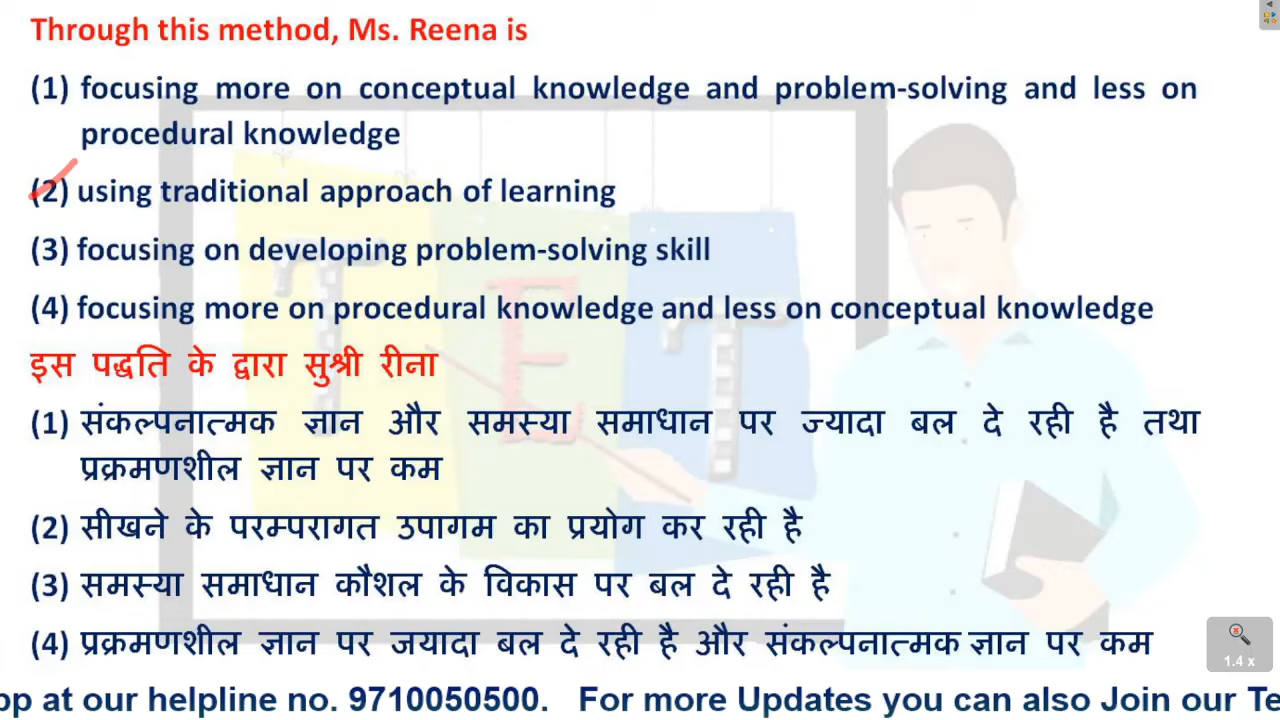 Through this method, Ms. Reena is
(1) focusing more on conceptual knowledge and problem-solving and less on
procedural knowledge
(2) using traditional approach of learning
(3) focusing on developing problem-solving skill
(4) focusing more on procedural knowledge and less on conceptual knowledge
इस पद्धति के द्वारा सुश्री रीना
(1) संकल्पनात्मक ज्ञान और समस्या समाधान पर ज्यादा बल दे रही है तथा
प्रक्रमणशील ज्ञान पर कम
(2) सीखने के परम्परागत उपागम का प्रयोग कर रही है
(3) समस्या समाधान कौशल के विकास पर बल दे रही है
(4) प्रक्रमणशील ज्ञान पर जयादा बल दे रही है और संकल्पनात्मक ज्ञान पर कम
TET
1.4 x
pp at our helpline no. 9710050500. For more Updates you can also Join our Te